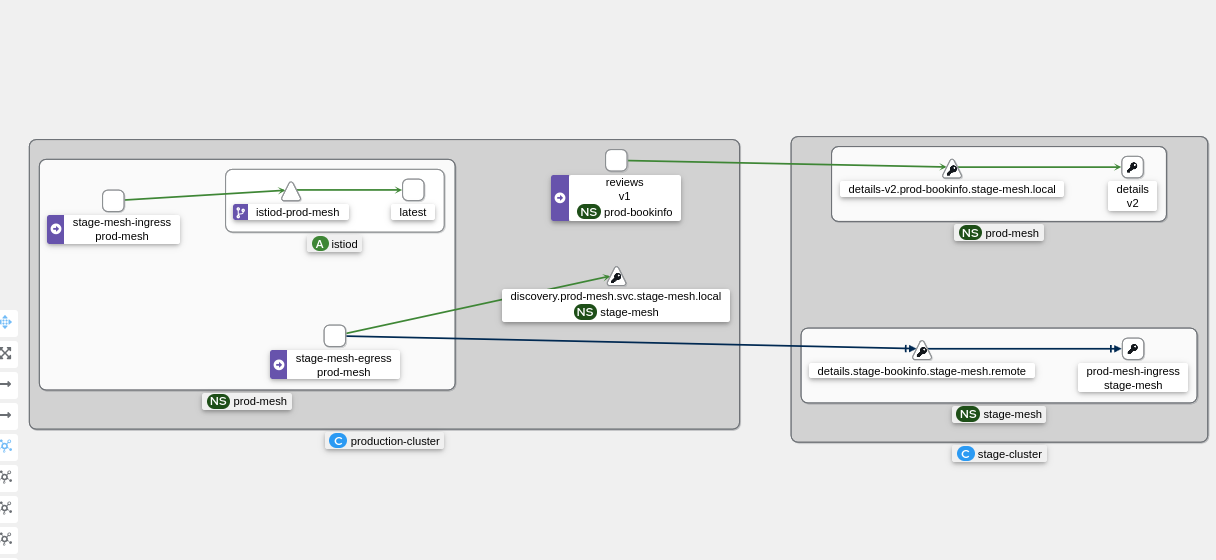 stage-mesh-ingress
prod-mesh
istiod-prod-mesh
latest
A istiod
stage-mesh-egress
prod-mesh
NS prod-mesh
reviews
v1
NS prod-bookinfo
discovery.prod-mesh.svc.stage-mesh.local
NS stage-mesh
C production-cluster
details-v2.prod-bookinfo.stage-mesh.local
details
v2
NS prod-mesh
details.stage-bookinfo.stage-mesh.remote
prod-mesh-ingress
stage-mesh
NS stage-mesh
C stage-cluster